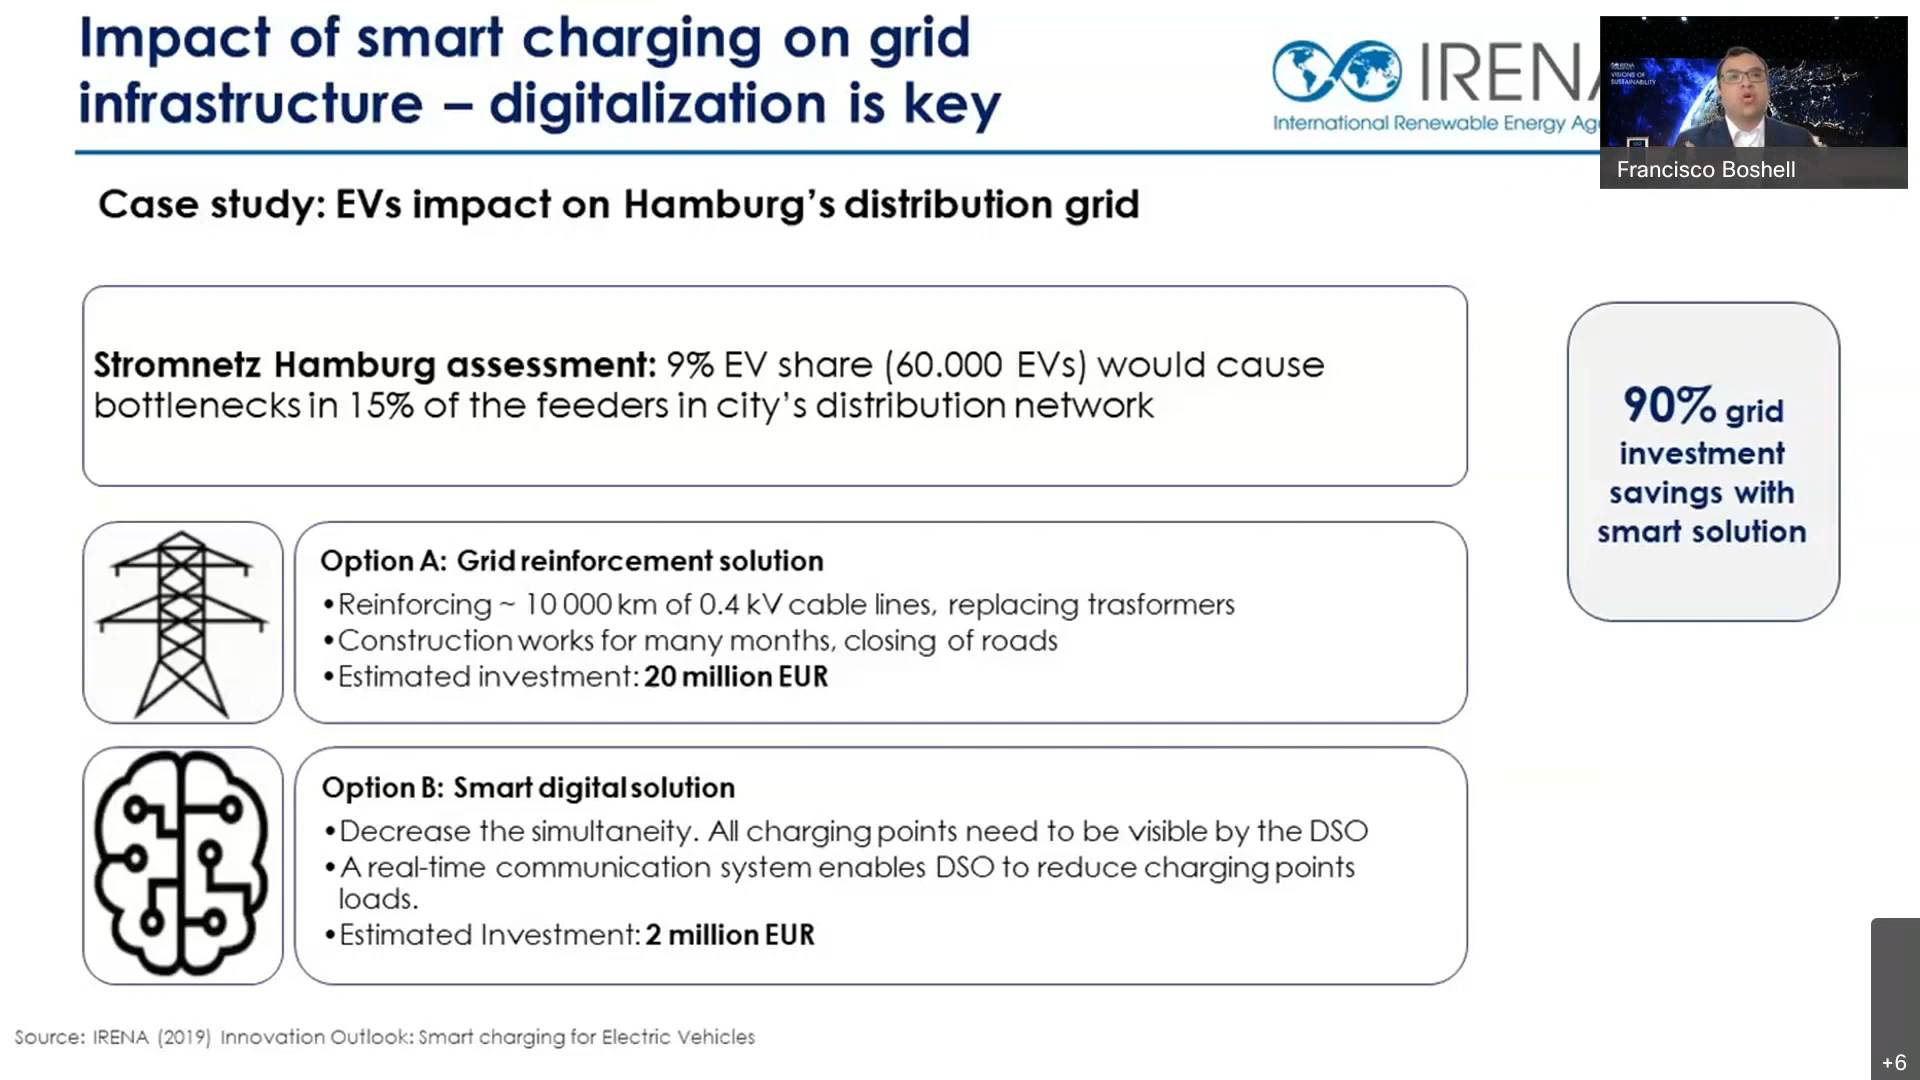 Impact of smart charging on grid
infrastructure – digitalization is key
IRENA
International Renewable Energy Ag
VISIONS OF
SUSTAINABILITY
Francisco Boshell
Case study: EVs impact on Hamburg’s distribution grid
Stromnetz Hamburg assessment: 9% EV share (60.000 EVs) would cause
bottlenecks in 15% of the feeders in city’s distribution network
90% grid
investment
savings with
smart solution
Option A: Grid reinforcement solution
•Reinforcing ~ 10 000 km of 0.4 kV cable lines, replacing trasformers
•Construction works for many months, closing of roads
•Estimated investment: 20 million EUR
Option B: Smart digital solution
•Decrease the simultaneity. All charging points need to be visible by the DSO
•A real-time communication system enables DSO to reduce charging points
loads.
•Estimated Investment: 2 million EUR
Source: IRENA (2019) Innovation Outlook: Smart charging for Electric Vehicles
+6